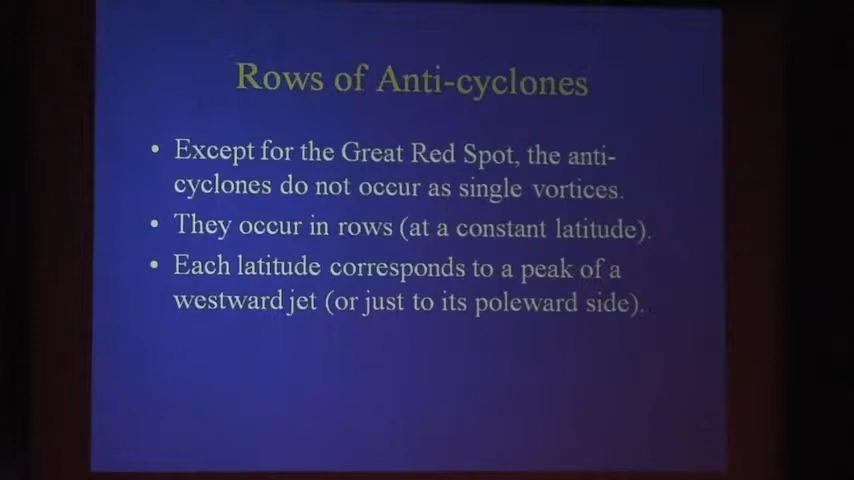 Rows of Anti-cyclones
• Except for the Great Red Spot, the anti-
cyclones do not occur as single vortices.
• They occur in rows (at a constant latitude).
• Each latitude corresponds to a peak of a
westward jet (or just to its poleward side).